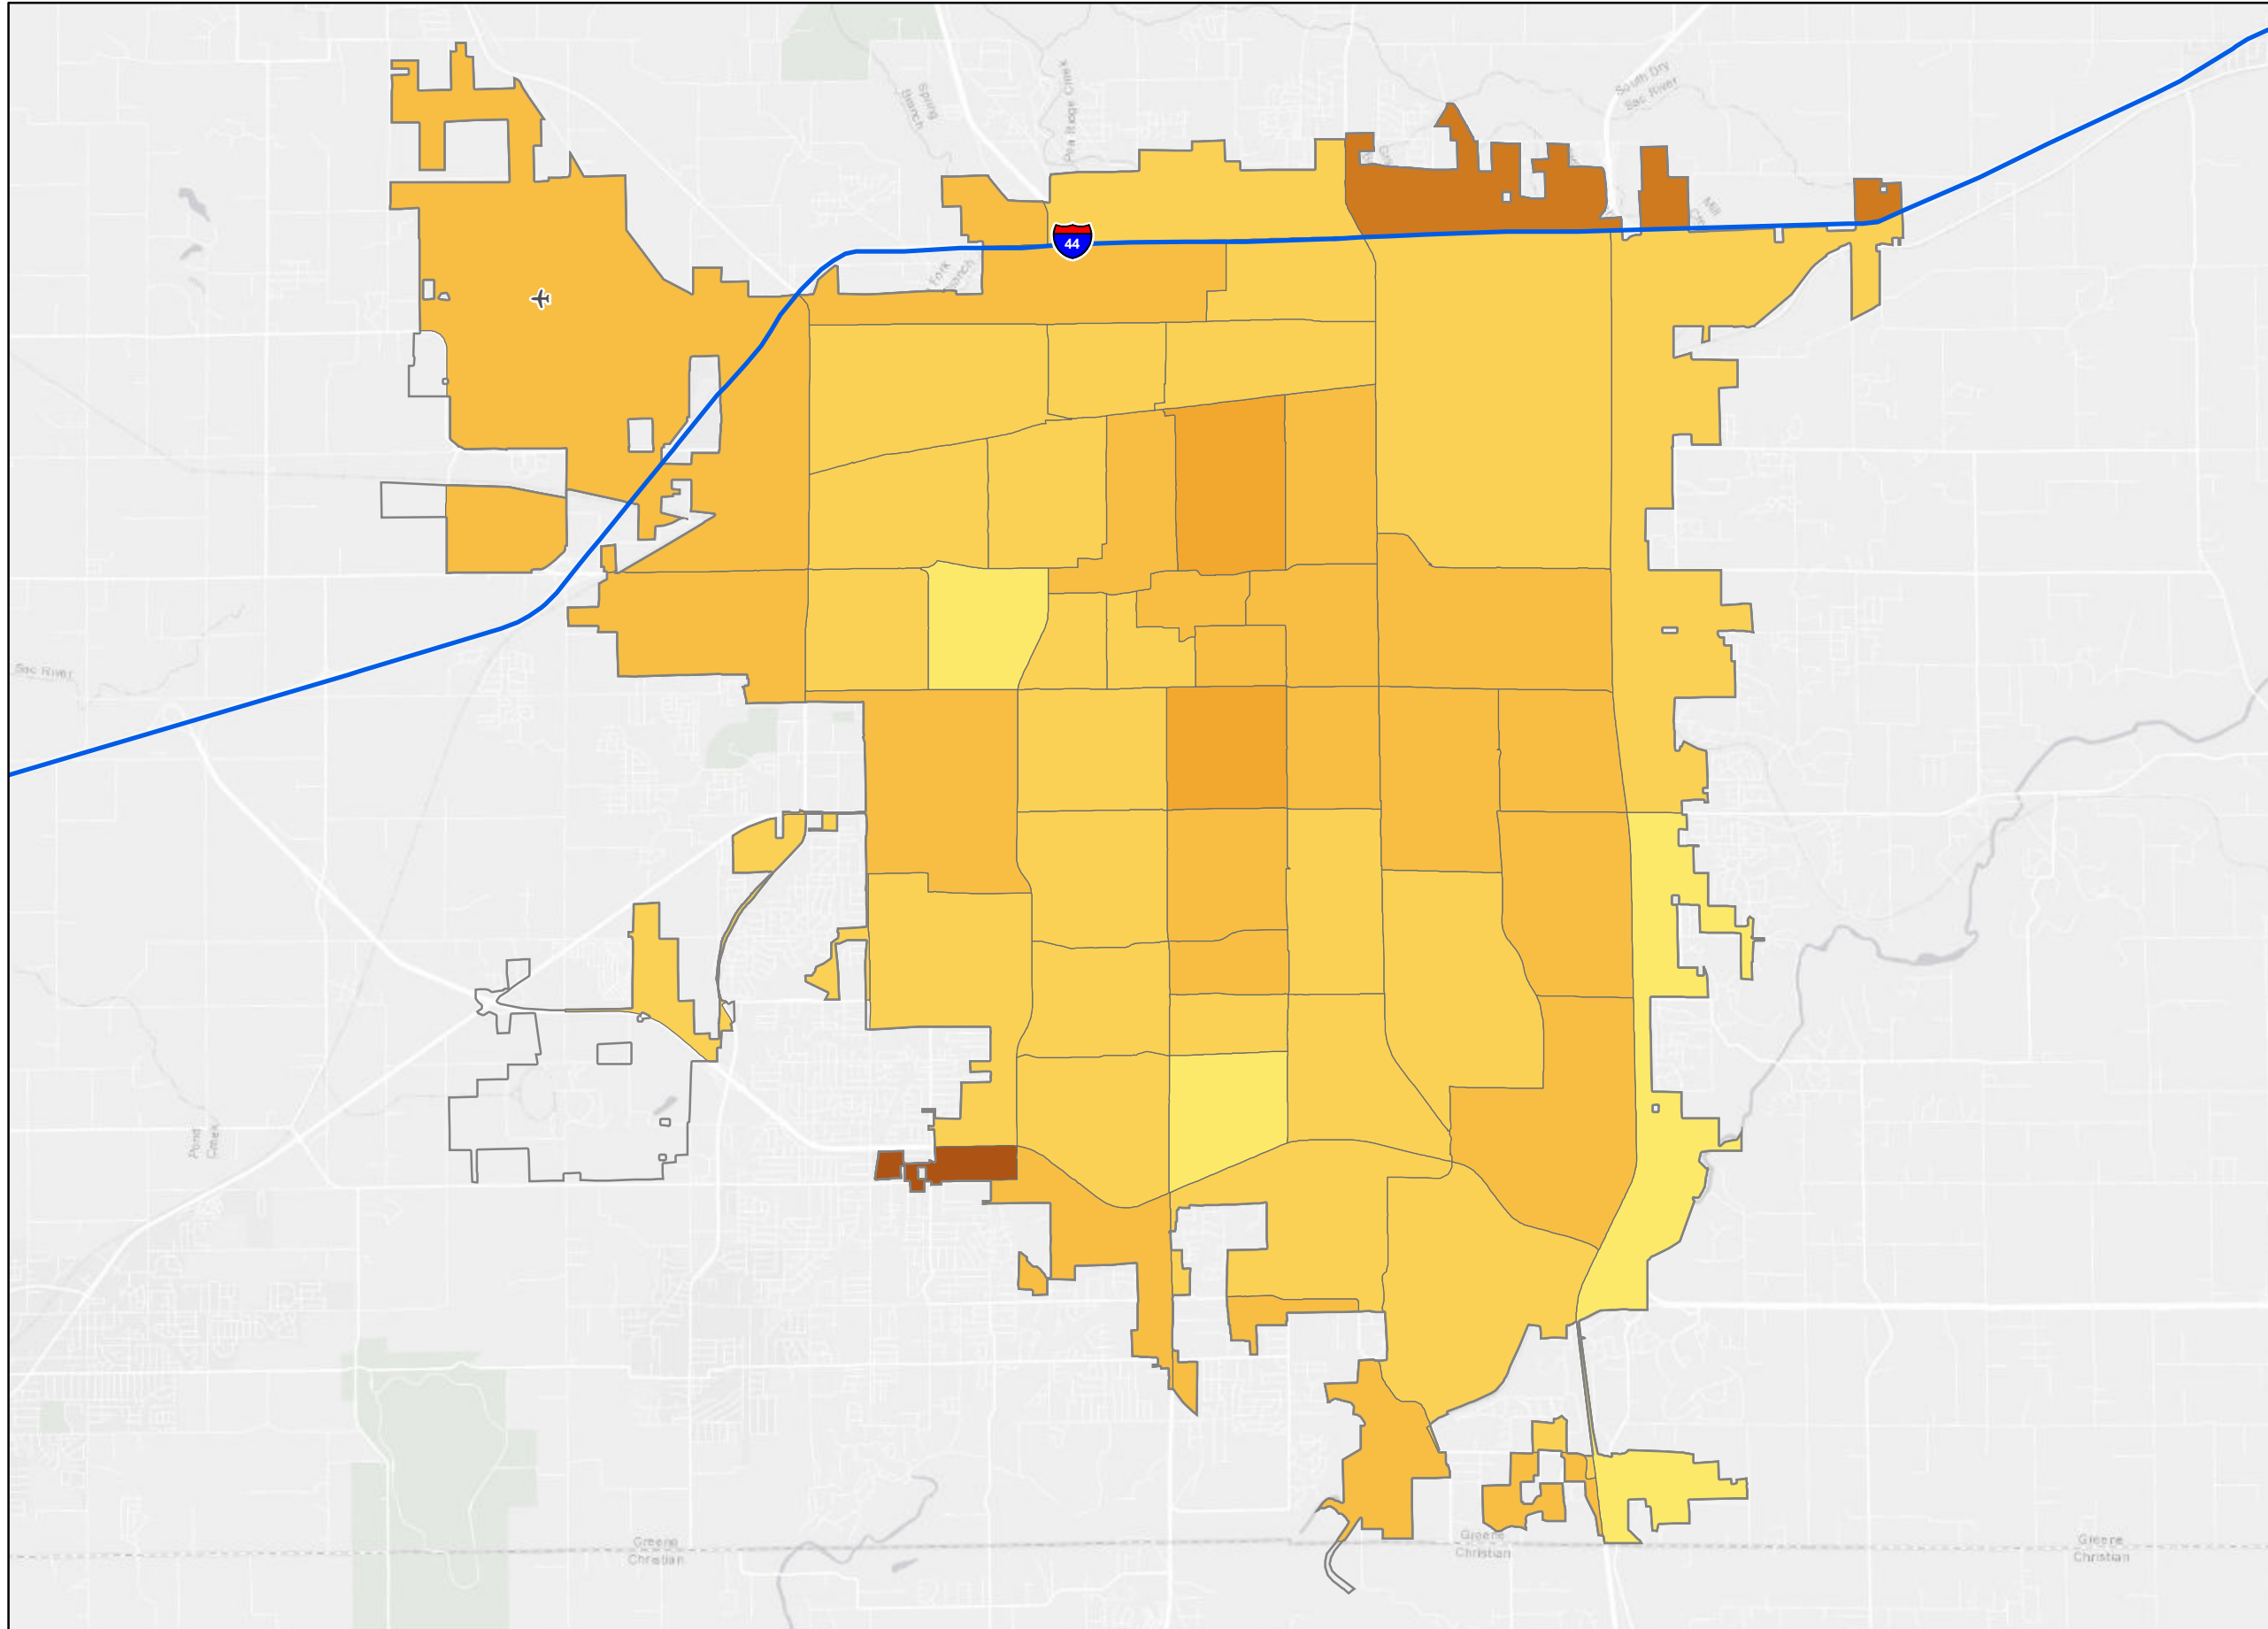 South Dry
Sac River
Spring
Branch
Pea Ridge Creek
Mill
44
Fork
Branch
Sac River
Pond
Creek
Greene
Christian
Greene
Christian
Greene
Christian